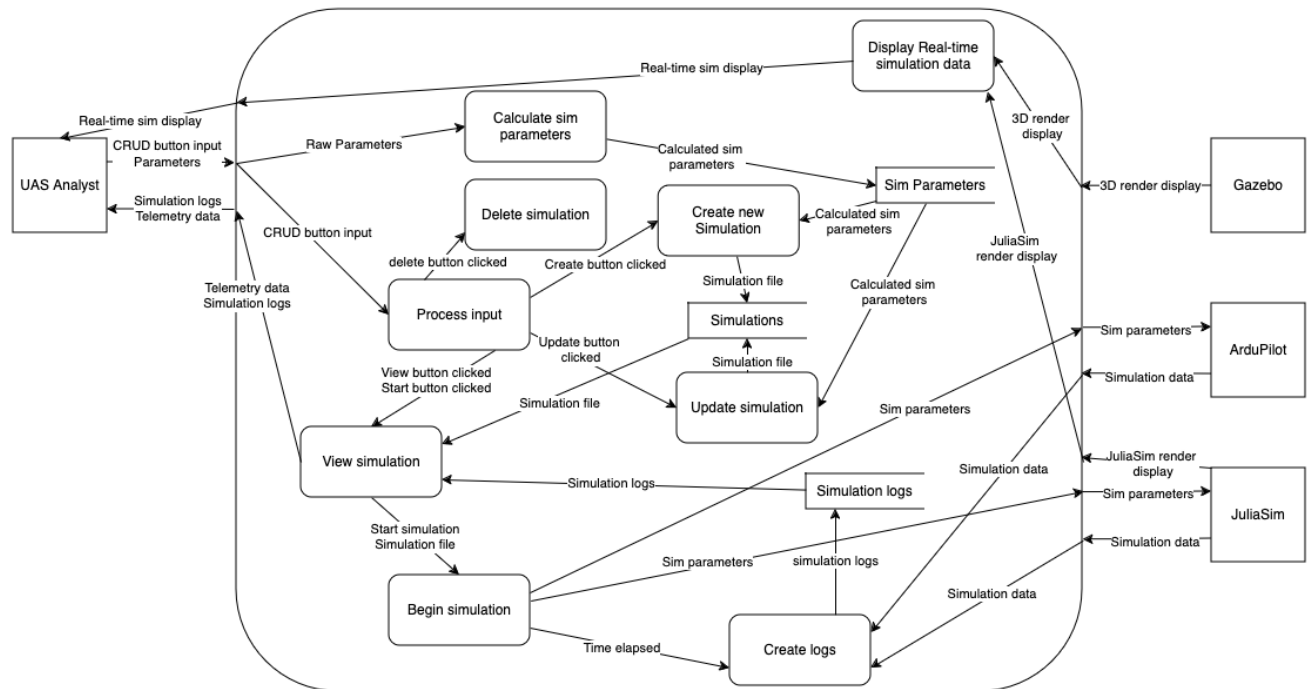 Display Real-time
simulation data
Real-time sim display
Real-time sim display
Calculate sim
parameters
3D render
display
CRUD button input
Parameters
Raw Parameters
Calculated sim
parameters
UAS Analyst
Sim Parameters
3D render display
Gazebo
Simulation logs
Telemetry data
Delete simulation
Create new
Simulation
Calculated sim
parameters
CRUD button input
JuliaSim
render display
delete button clicked
Create button clicked
Telemetry data
Simulation logs
Simulation file
Calculated sim
parameters
Process input
Simulations
Sim parameters
ArduPilot
Update button
clicked
Simulation file
View button clicked
Start button clicked
Simulation data
Simulation file
Update simulation
Sim parameters
View simulation
JuliaSim render
display
Simulation data
Simulation logs
Simulation logs
Sim parameters
JuliaSim
Start simulation
Simulation file
Simulation data
Sim parameters
simulation logs
Begin simulation
Simulation data
Time elapsed
Create logs